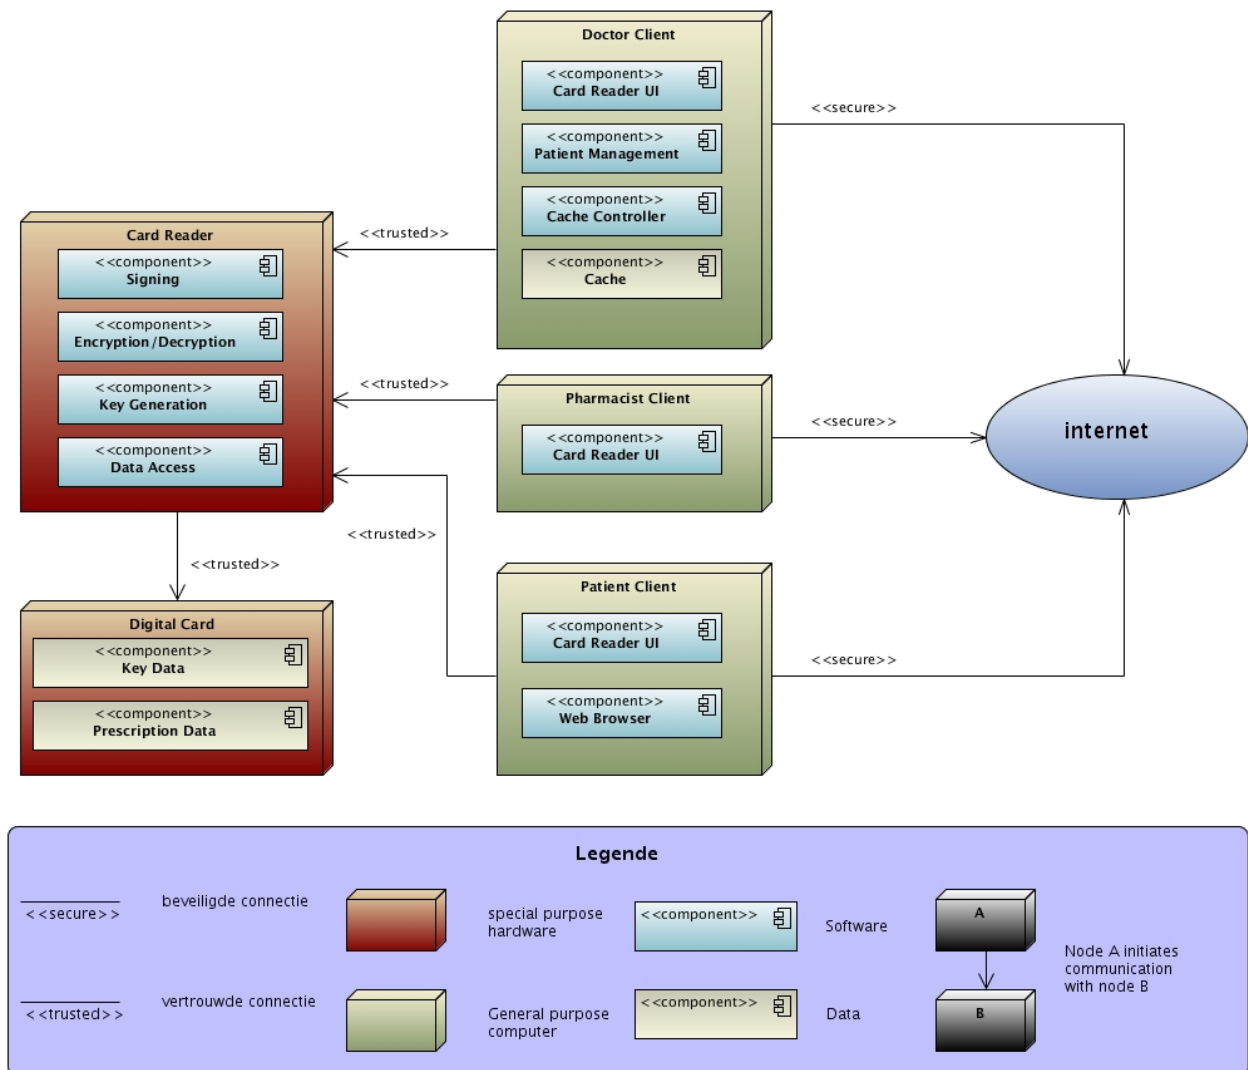 Doctor Client
<<component>>
Card Reader UI
<<component>>
Patient Management
<<component>>
Cache Controller
<<component>>
Cache
<<secure>>
<<trusted>>
Card Reader
<<component>>
Signing
<<component>>
Encryption/Decryption
<<component>>
Key Generation
<<component>>
Data Access
<<trusted>>
Pharmacist Client
<<component>>
Card Reader UI
<<secure>>
internet
<<trusted>>
<<trusted>>
Digital Card
<<component>>
Key Data
<<component>>
Prescription Data
Patient Client
<<component>>
Card Reader UI
<<component>>
Web Browser
<<secure>>
Legende
<<secure>>
beveiligde connectie
special purpose
hardware
<<component>>
Software
A
Node A initiates
communication
with node B
<<trusted>>
vertrouwde connectie
General purpose
computer
<<component>>
Data
B